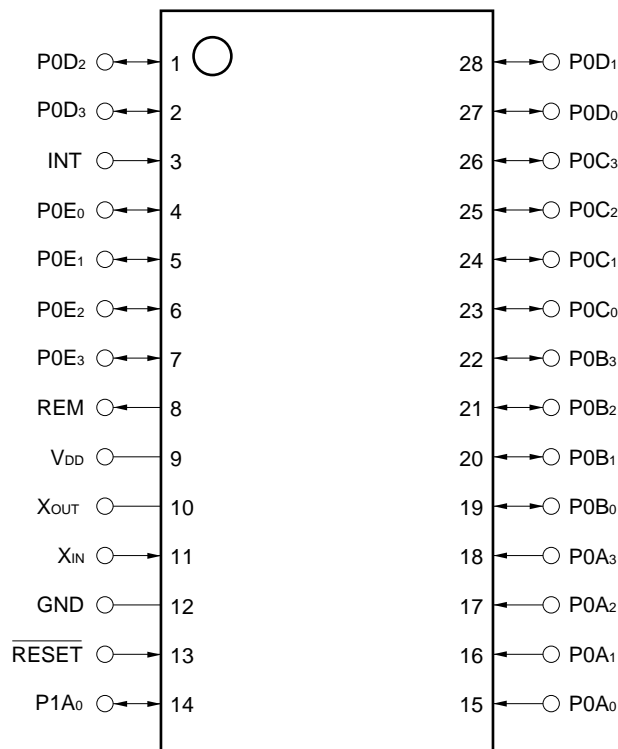 P0D₂ 1 28 P0D₁
P0D₃ 2 27 P0D₀
INT 3 26 P0C₃
P0E₀ 4 25 P0C₂
P0E₁ 5 24 P0C₁
P0E₂ 6 23 P0C₀
P0E₃ 7 22 P0B₃
REM 8 21 P0B₂
VDD 9 20 P0B₁
XOUT 10 19 P0B₀
XIN 11 18 P0A₃
GND 12 17 P0A₂
RESET 13 16 P0A₁
P1A₀ 14 15 P0A₀